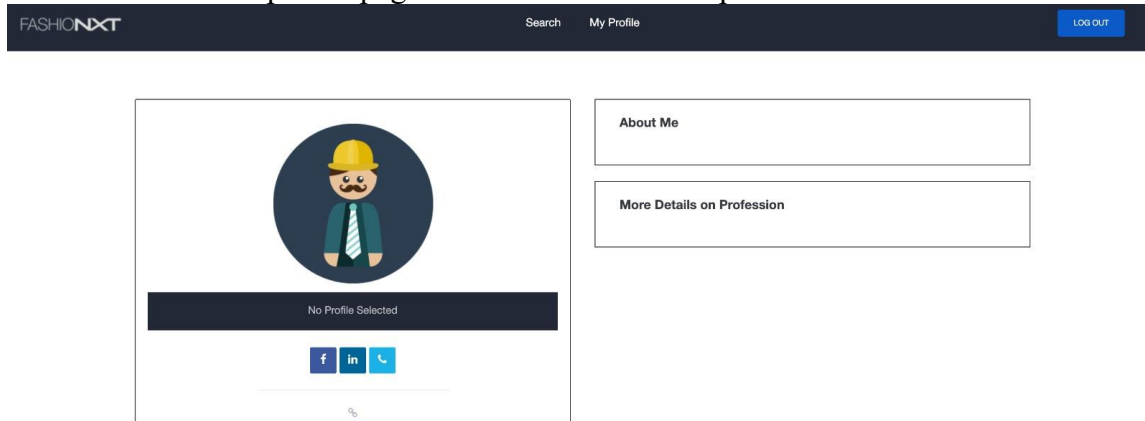 FASHIONXT
Search
My Profile
LOG OUT
No Profile Selected
f
in
About Me
More Details on Profession